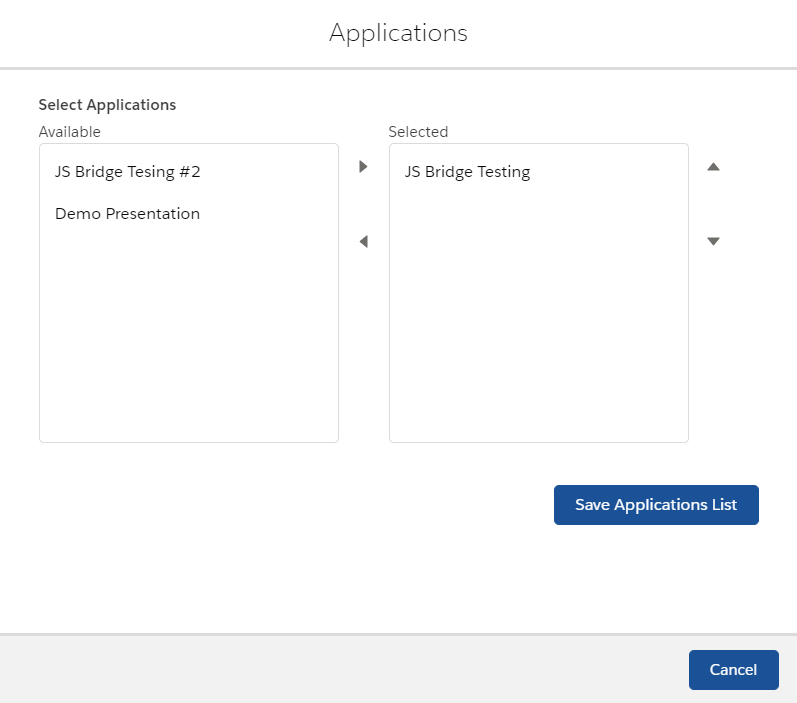 Applications
Select Applications
Available
Selected
JS Bridge Tesing #2
Demo Presentation
JS Bridge Testing
Save Applications List
Cancel